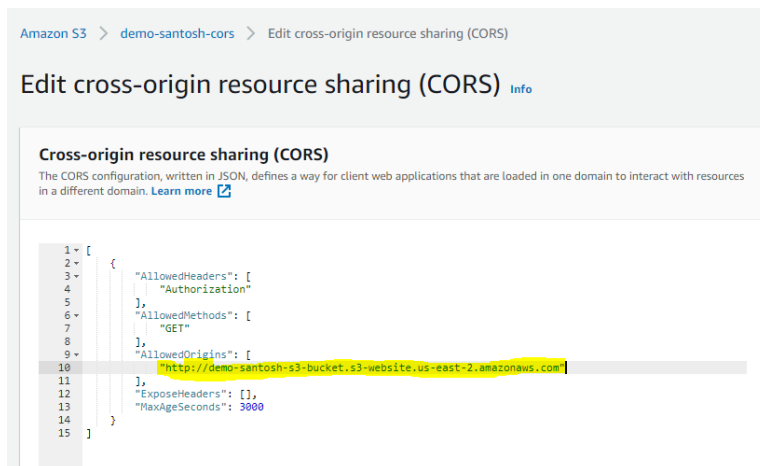 Amazon S3 > demo-santosh-cors > Edit cross-origin resource sharing (CORS)
Edit cross-origin resource sharing (CORS) Info
Cross-origin resource sharing (CORS)
The CORS configuration, written in JSON, defines a way for client web applications that are loaded in one domain to interact with resources
in a different domain. Learn more
1 [
2 {
3 "AllowedHeaders": [
4 "Authorization"
5 ],
6 "AllowedMethods": [
7 "GET"
8 ],
9 "AllowedOrigins": [
10 "http://demo-santosh-s3-bucket.s3-website.us-east-2.amazonaws.com"
11 ],
12 "ExposeHeaders": [],
13 "MaxAgeSeconds": 3000
14 }
15 ]